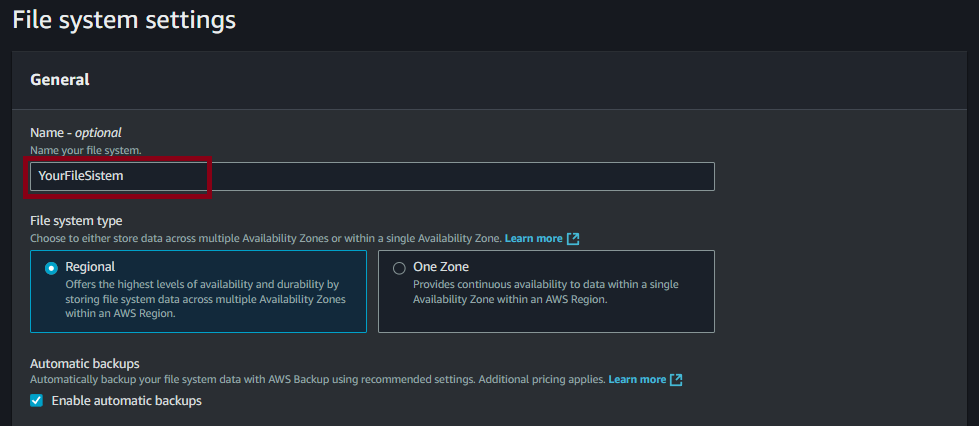 File system settings
General
Name - optional
Name your file system.
YourFileSistem
File system type
Choose to either store data across multiple Availability Zones or within a single Availability Zone. Learn more
Regional
Offers the highest levels of availability and durability by
storing file system data across multiple Availability Zones
within an AWS Region.
One Zone
Provides continuous availability to data within a single
Availability Zone within an AWS Region.
Automatic backups
Automatically backup your file system data with AWS Backup using recommended settings. Additional pricing applies. Learn more
Enable automatic backups